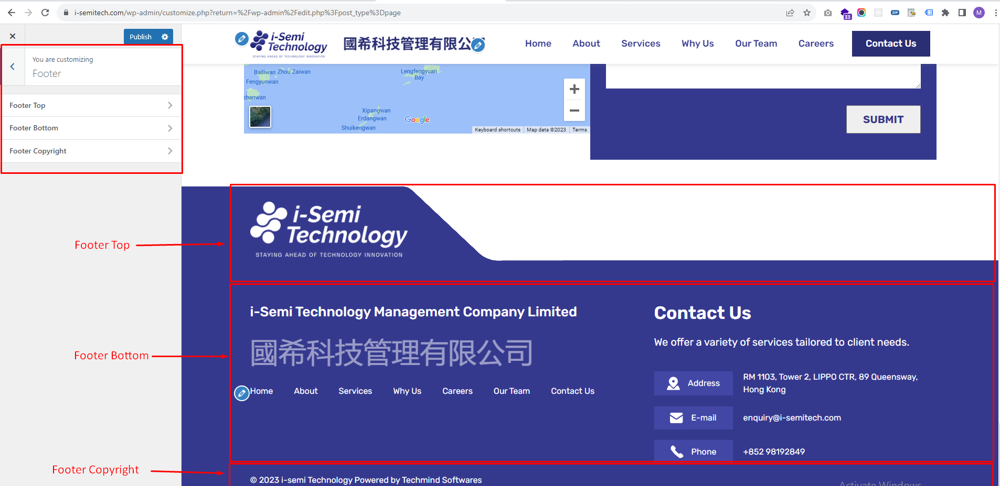 i-semitech.com/wp-admin/customize.php?return=%2Fwp-admin%2Fedit.php%3Fpost_type%3Dpage
33
ZIP
M
Publish
You are customizing
Footer
Footer Top
Footer Bottom
Footer Copyright
i-Semi
Technology
STAYING AHEAD OF TECHNOLOGY INNOVATION
國希科技管理有限公
Home
About
Services
Why Us
Our Team
Careers
Contact Us
Bailiwan
Zhou Zaiwan
Fengyunwan
shanwan
Lengfengyuan
Bay
Xipangwan
Erdangwan
Shuikengwan
Google
Keyboard shortcuts
Map data ©2023
Terms
SUBMIT
Footer Top
i-Semi
Technology
STAYING AHEAD OF TECHNOLOGY INNOVATION
Footer Bottom
i-Semi Technology Management Company Limited
國希科技管理有限公司
Home
About
Services
Why Us
Careers
Our Team
Contact Us
Contact Us
We offer a variety of services tailored to client needs.
Address
RM 1103, Tower 2, LIPPO CTR, 89 Queensway,
Hong Kong
E-mail
enquiry@i-semitech.com
Phone
+852 98192849
Footer Copyright
© 2023 i-semi Technology Powered by Techmind Softwares
Activate Windows